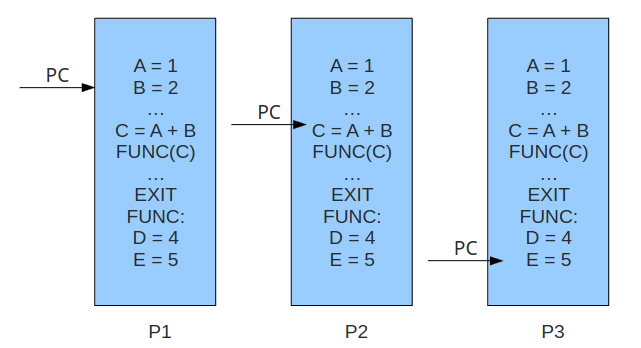 PC
A = 1
B = 2
...
C = A + B
FUNC(C)
...
EXIT
FUNC:
D = 4
E = 5
P1
PC
A = 1
B = 2
...
C = A + B
FUNC(C)
...
EXIT
FUNC:
D = 4
E = 5
P2
PC
A = 1
B = 2
...
C = A + B
FUNC(C)
...
EXIT
FUNC:
D = 4
E = 5
P3